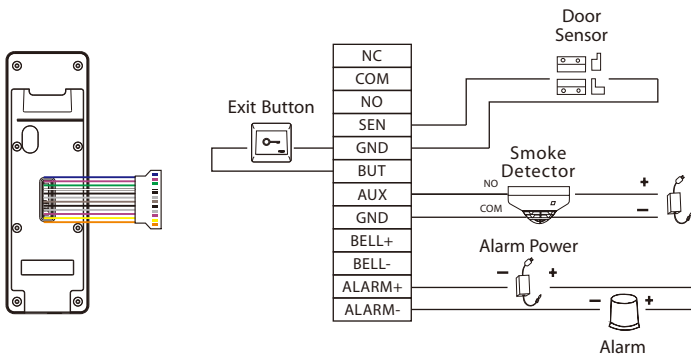 Door
Sensor
Exit Button
NC
COM
NO
SEN
GND
BUT
AUX
GND
BELL+
BELL-
ALARM+
ALARM-
Smoke
Detector
NO
COM
+
−
Alarm Power
−
+
−
+
Alarm